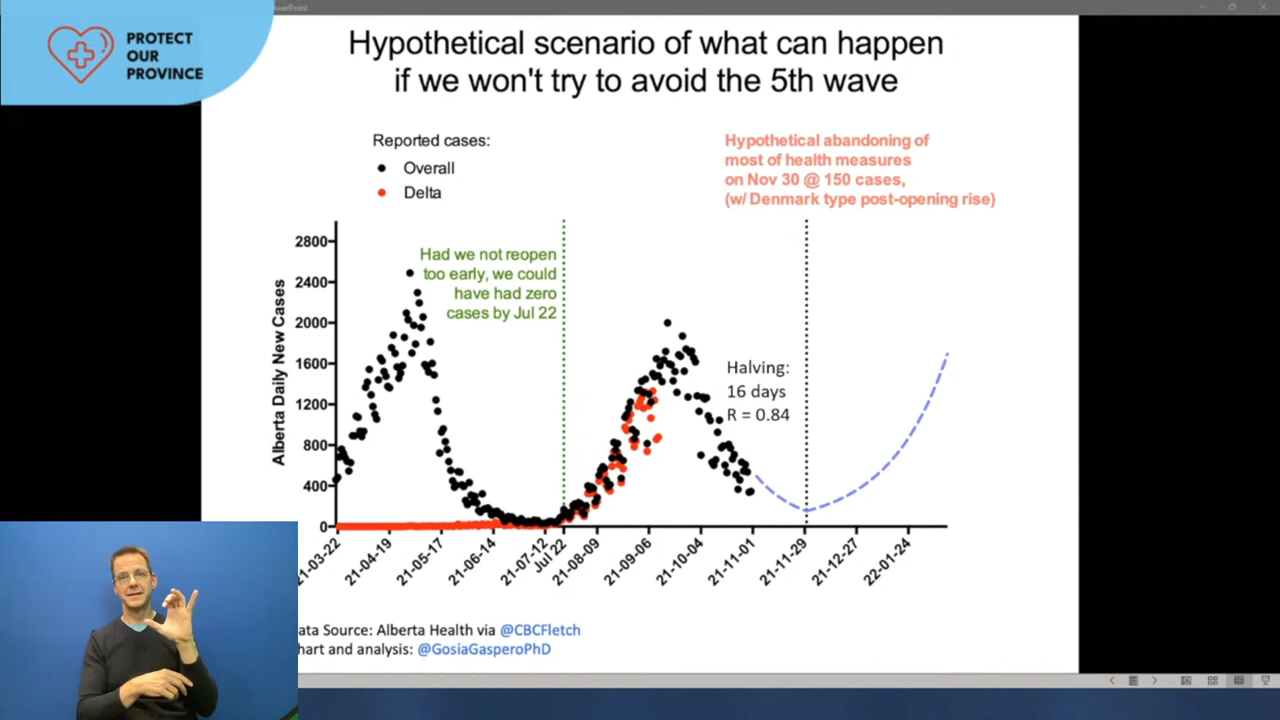 PROTECT
OUR
PROVINCE
Hypothetical scenario of what can happen
if we won't try to avoid the 5th wave
Reported cases:
Overall
Delta
Hypothetical abandoning of
most of health measures
on Nov 30 @ 150 cases,
(w/ Denmark type post-opening rise)
Had we not reopen
too early, we could
have had zero
cases by Jul 22
Halving:
16 days
R = 0.84
Alberta Daily New Cases
2800
2400
2000
1600
1200
800
400
0
21-03-22
21-04-19
21-05-17
21-06-14
21-07-12
Jul 22
21-08-09
21-09-06
21-10-04
21-11-01
21-11-29
21-12-27
22-01-24
ata Source: Alberta Health via @CBCFletch
hart and analysis: @GosiaGasperoPhD